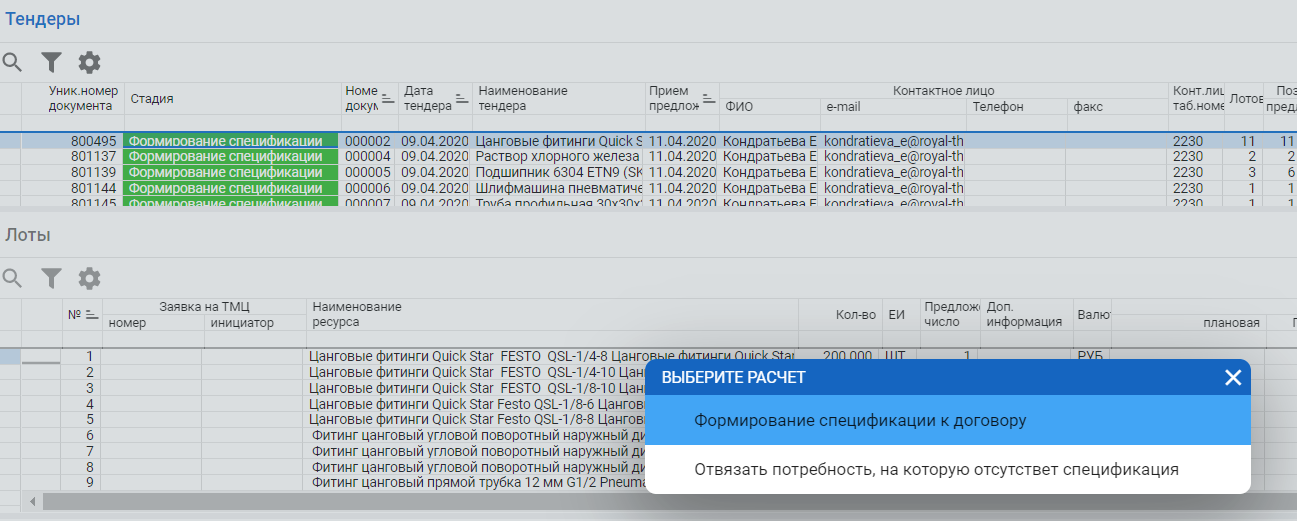 Тендеры
Уник.номер документа Стадия Номе докум Дата тендера Наименование тендера Прием предлож Контактное лицо Конт.лиц таб.номе Лотов Поз предл
ФИО e-mail Телефон факс
800495 Формирование спецификации 000002 09.04.2020 Цанговые фитинги Quick S 11.04.2020 Кондратьева Е kondratieva_e@royal-th 2230 11 11
801137 Формирование спецификации 000004 09.04.2020 Раствор хлорного железа 11.04.2020 Кондратьева Е kondratieva_e@royal-th 2230 2 2
801139 Формирование спецификации 000005 09.04.2020 Подшипник 6304 ETN9 (SK 11.04.2020 Кондратьева Е kondratieva_e@royal-th 2230 3 6
801144 Формирование спецификации 000006 09.04.2020 Шлифмашина пневматиче 11.04.2020 Кондратьева Е kondratieva_e@royal-th 2230 1 1
801145 Формирование спецификации 000007 09.04.2020 Труба профильная 30х30х 11.04.2020 Кондратьева Е kondratieva_e@royal-th 2230 1 1
Лоты
№ Заявка на ТМЦ Наименование ресурса Кол-во ЕИ Предложе число Доп. информация Валют
номер инициатор плановая П
1 Цанговые фитинги Quick Star FESTO QSL-1/4-8 Цанговые фитинги Quick Star 200,000 ШТ 1 РУБ
2 Цанговые фитинги Quick Star FESTO QSL-1/4-10 Цан
3 Цанговые фитинги Quick Star FESTO QSL-1/8-10 Цан
4 Цанговые фитинги Quick Star Festo QSL-1/8-6 Цангов
5 Цанговые фитинги Quick Star Festo QSL-1/8-8 Цангов
6 Фитинг цанговый угловой поворотный наружный ди
7 Фитинг цанговый угловой поворотный наружный ди
8 Фитинг цанговый угловой поворотный наружный ди
9 Фитинг цанговый прямой трубка 12 мм G1/2 Pneuma
ВЫБЕРИТЕ РАСЧЕТ
Формирование спецификации к договору
Отвязать потребность, на которую отсутствет спецификация